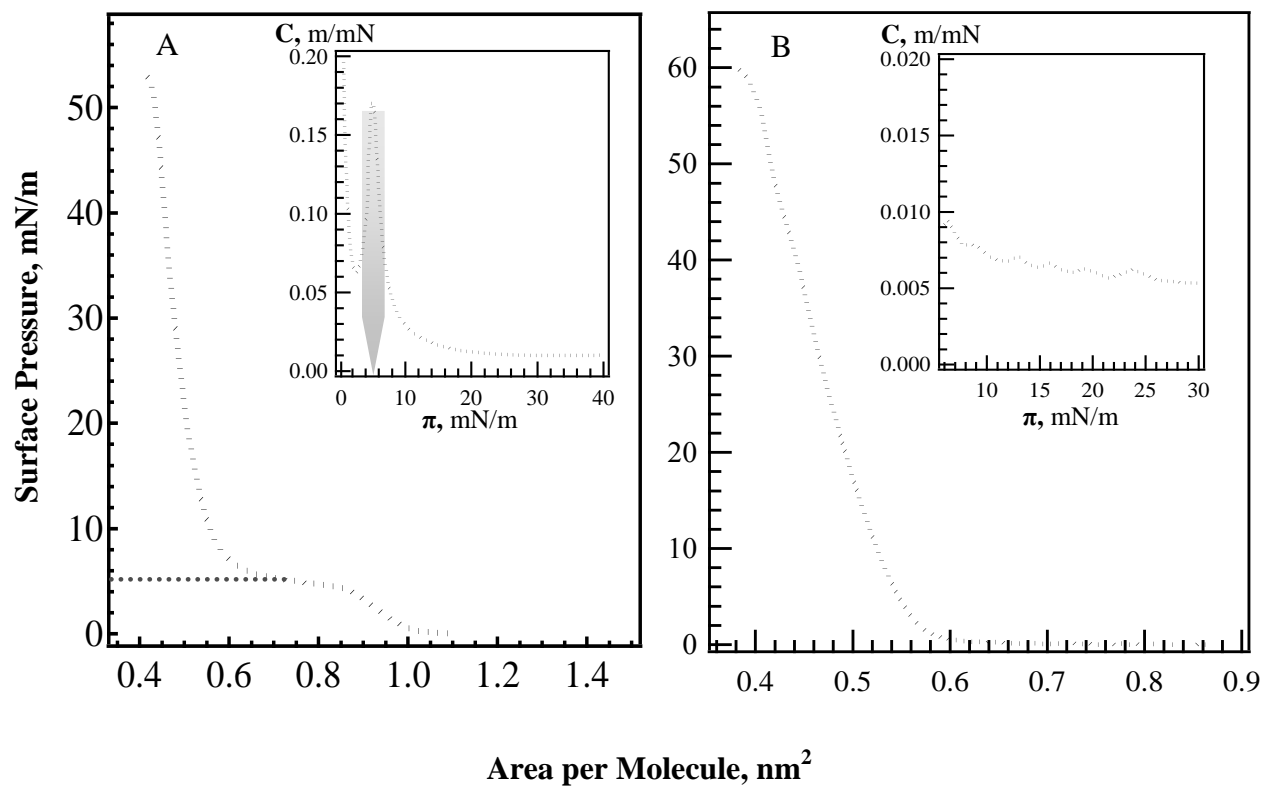 Surface Pressure, mN/m
A
50
40
30
20
10
0
0.4 0.6 0.8 1.0 1.2 1.4
C, m/mN
0.20
0.15
0.10
0.05
0.00
0 10 20 30 40
π, mN/m
B
60
50
40
30
20
10
0
0.4 0.5 0.6 0.7 0.8 0.9
C, m/mN
0.020
0.015
0.010
0.005
0.000
10 15 20 25 30
π, mN/m
Area per Molecule, nm²